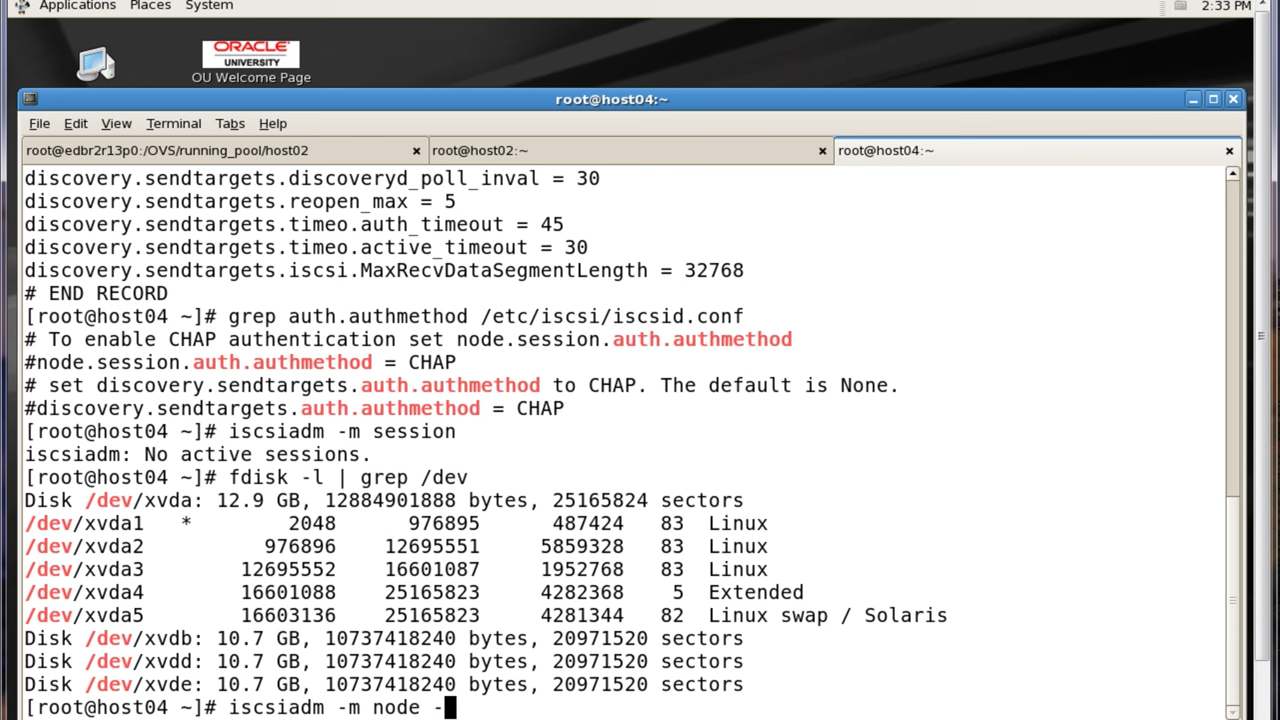 Applications Places System 2:33 PM
ORACLE
UNIVERSITY
OU Welcome Page
root@host04:~
File Edit View Terminal Tabs Help
root@edbr2r13p0:/OVS/running_pool/host02 root@host02:~ root@host04:~
discovery.sendtargets.discoveryd_poll_inval = 30
discovery.sendtargets.reopen_max = 5
discovery.sendtargets.timeo.auth_timeout = 45
discovery.sendtargets.timeo.active_timeout = 30
discovery.sendtargets.iscsi.MaxRecvDataSegmentLength = 32768
# END RECORD
[root@host04 ~]# grep auth.authmethod /etc/iscsi/iscsid.conf
# To enable CHAP authentication set node.session.auth.authmethod
#node.session.auth.authmethod = CHAP
# set discovery.sendtargets.auth.authmethod to CHAP. The default is None.
#discovery.sendtargets.auth.authmethod = CHAP
[root@host04 ~]# iscsiadm -m session
iscsiadm: No active sessions.
[root@host04 ~]# fdisk -l | grep /dev
Disk /dev/xvda: 12.9 GB, 12884901888 bytes, 25165824 sectors
/dev/xvda1 * 2048 976895 487424 83 Linux
/dev/xvda2 976896 12695551 5859328 83 Linux
/dev/xvda3 12695552 16601087 1952768 83 Linux
/dev/xvda4 16601088 25165823 4282368 5 Extended
/dev/xvda5 16603136 25165823 4281344 82 Linux swap / Solaris
Disk /dev/xvdb: 10.7 GB, 10737418240 bytes, 20971520 sectors
Disk /dev/xvdd: 10.7 GB, 10737418240 bytes, 20971520 sectors
Disk /dev/xvde: 10.7 GB, 10737418240 bytes, 20971520 sectors
[root@host04 ~]# iscsiadm -m node -